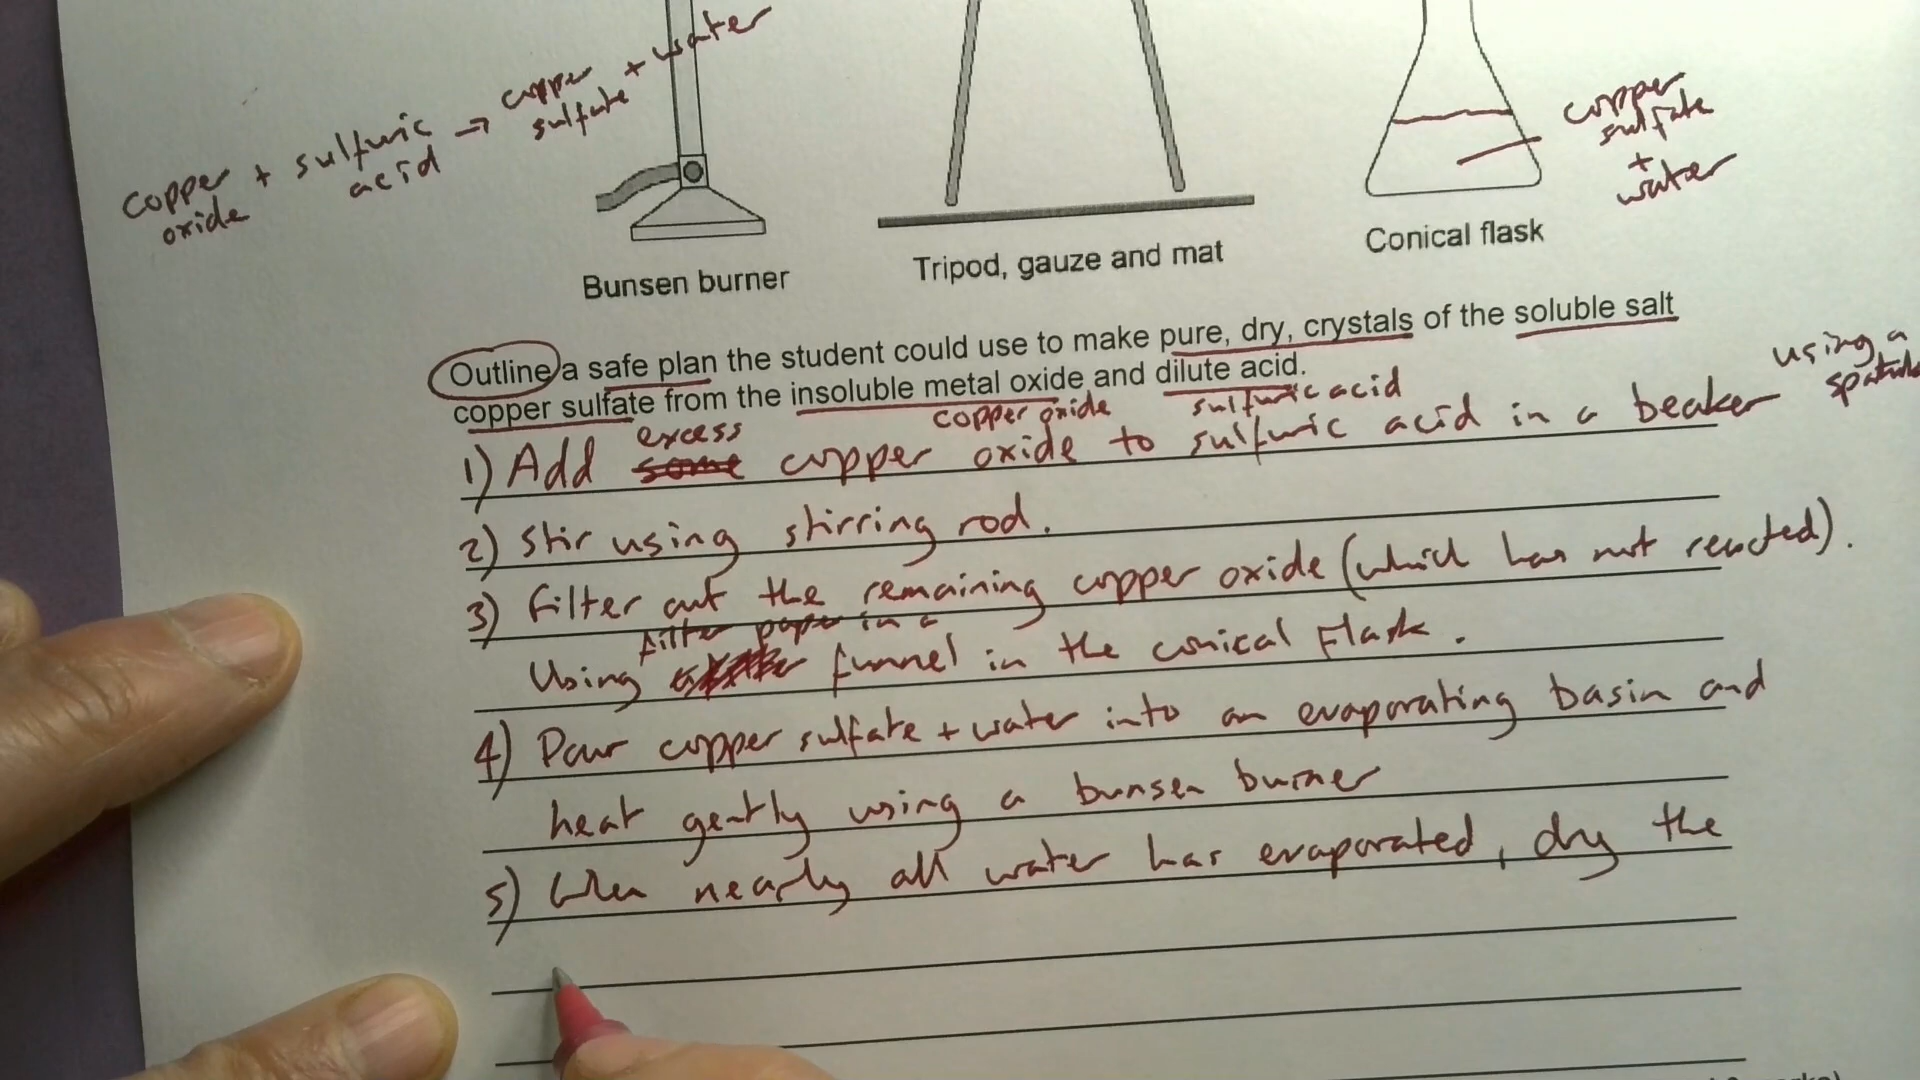 copper + sulfuric → copper + water
oxide acid sulfate
copper
sulfate
+
water
Bunsen burner
Tripod, gauze and mat
Conical flask
Outline a safe plan the student could use to make pure, dry, crystals of the soluble salt
copper sulfate from the insoluble metal oxide and dilute acid.
copper oxide sulfuric acid
using a
excess
1) Add some copper oxide to sulfuric acid in a beaker
2) Stir using stirring rod.
3) Filter out the remaining copper oxide (which has not reacted).
filter paper in a
Using funnel in the conical flask.
4) Pour copper sulfate + water into an evaporating basin and
heat gently using a bunsen burner
5) When nearly all water has evaporated, dry the